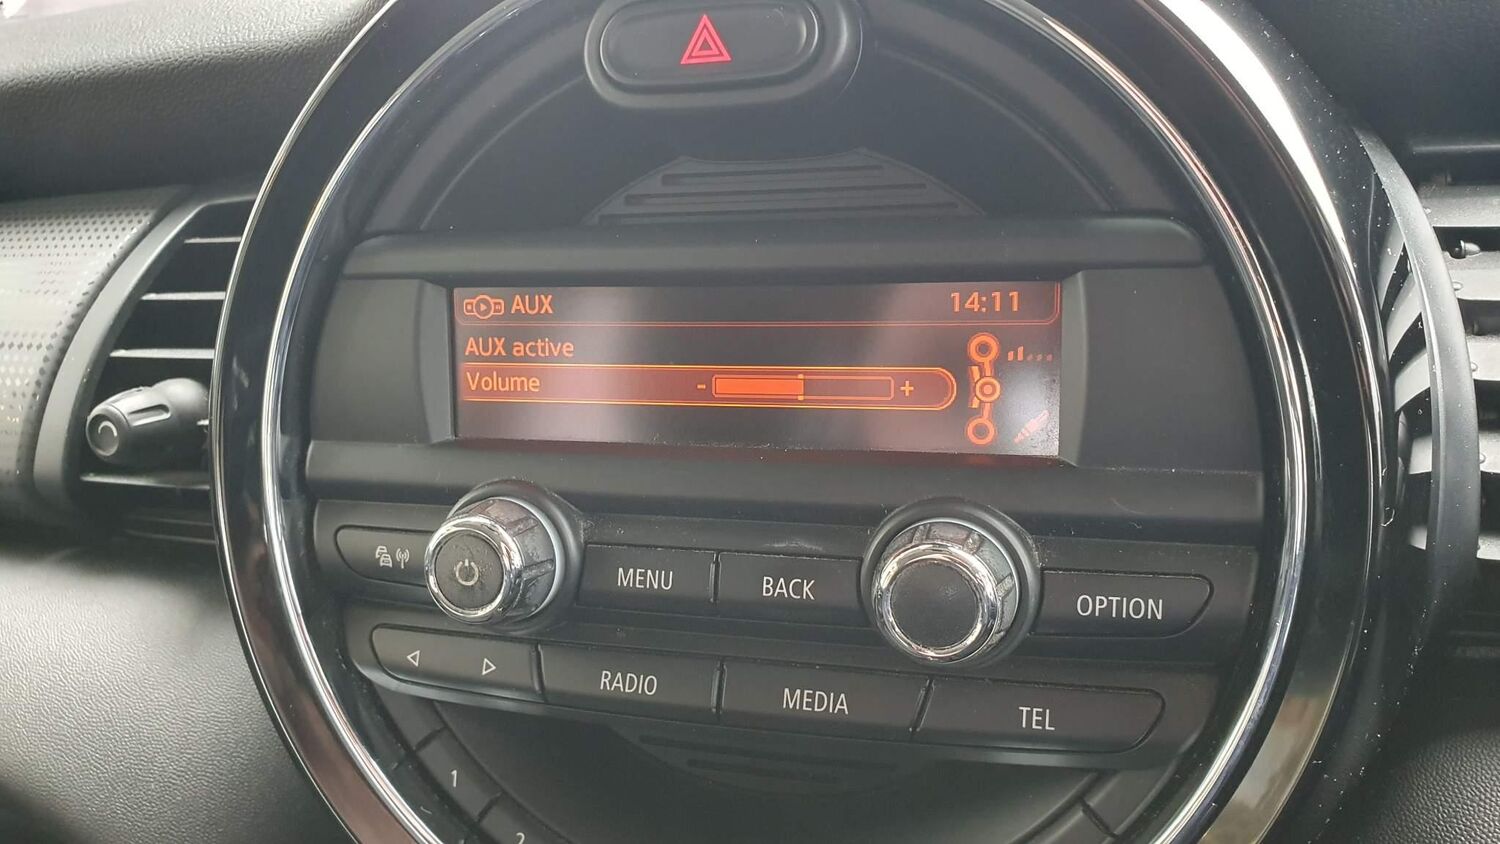 AUX 14:11
AUX active
Volume - +
MENU BACK OPTION
RADIO MEDIA TEL
1
2